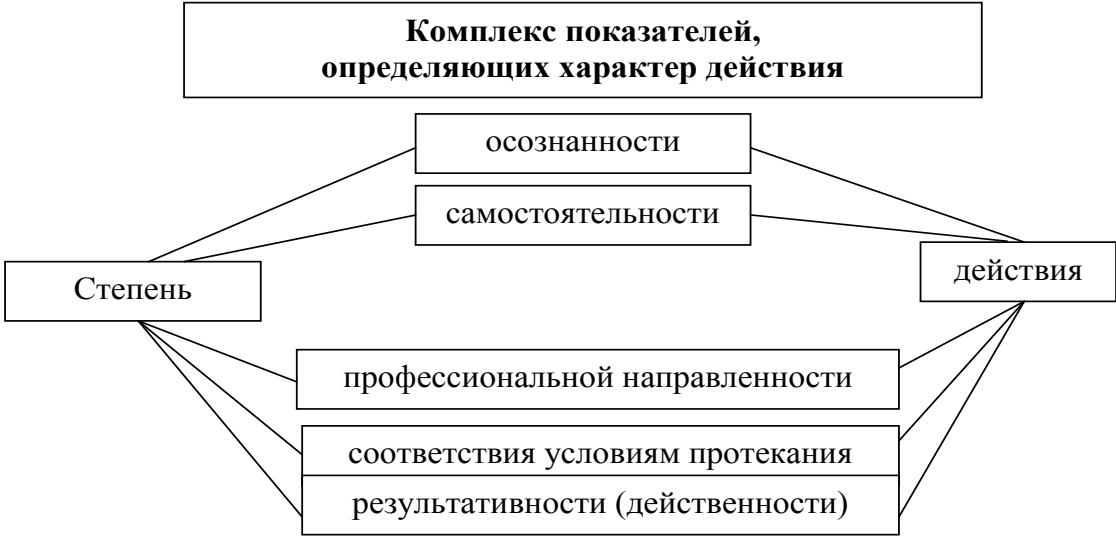 Комплекс показателей,
определяющих характер действия
осознанности
самостоятельности
Степень
действия
профессиональной направленности
соответствия условиям протекания
результативности (действенности)